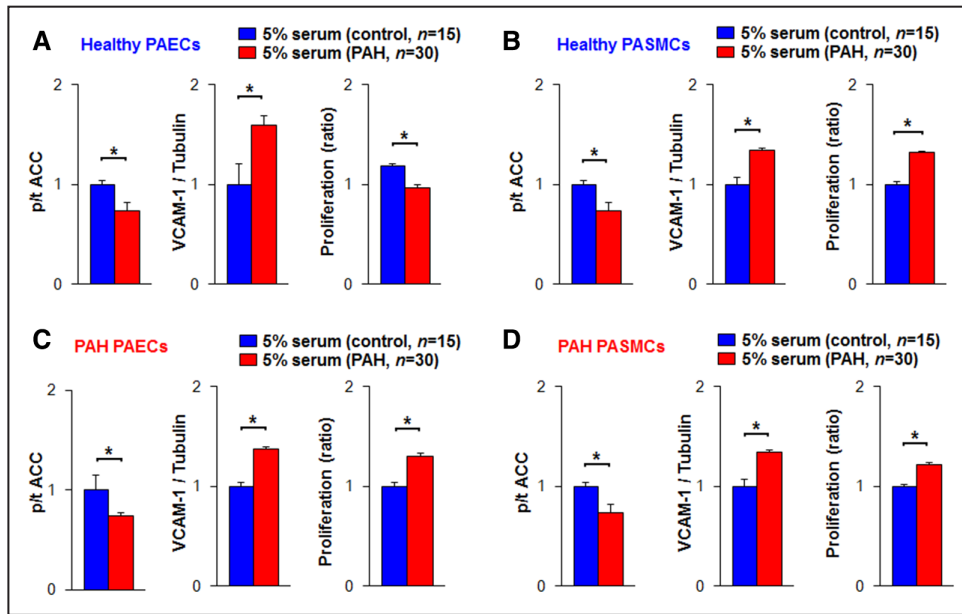 A
Healthy PAECs
5% serum (control, n=15)
5% serum (PAH, n=30)
p/t ACC
2
1
0
*
VCAM-1 / Tubulin
2
1
0
*
Proliferation (ratio)
2
1
0
*
B
Healthy PASMCs
5% serum (control, n=15)
5% serum (PAH, n=30)
p/t ACC
2
1
0
*
VCAM-1 / Tubulin
2
1
0
*
Proliferation (ratio)
2
1
0
*
C
PAH PAECs
5% serum (control, n=15)
5% serum (PAH, n=30)
p/t ACC
2
1
0
*
VCAM-1 / Tubulin
2
1
0
*
Proliferation (ratio)
2
1
0
*
D
PAH PASMCs
5% serum (control, n=15)
5% serum (PAH, n=30)
p/t ACC
2
1
0
*
VCAM-1 / Tubulin
2
1
0
*
Proliferation (ratio)
2
1
0
*